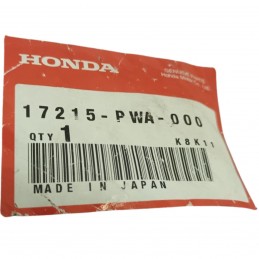 HONDA
17215-PWA-000
QTY 1
K8K11
MADE IN JAPAN